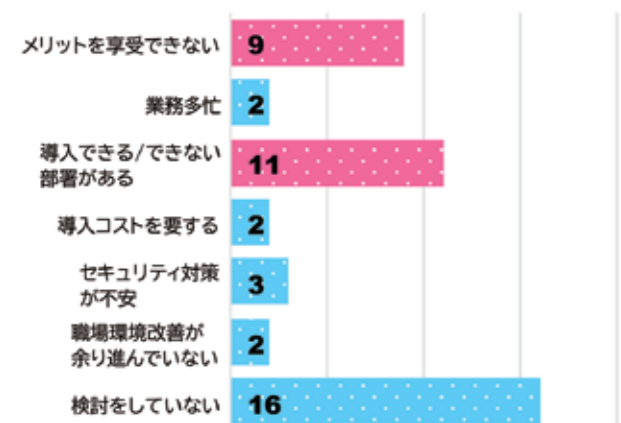 メリットを享受できない
9
業務多忙
2
導入できる/できない
部署がある
11
導入コストを要する
2
セキュリティ対策
が不安
3
職場環境改善が
余り進んでいない
2
検討をしていない
16